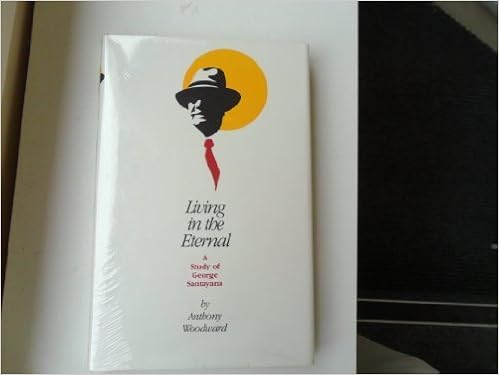 Living
in the
Eternal
A
Study of
George
Santayana
by
Anthony
Woodward